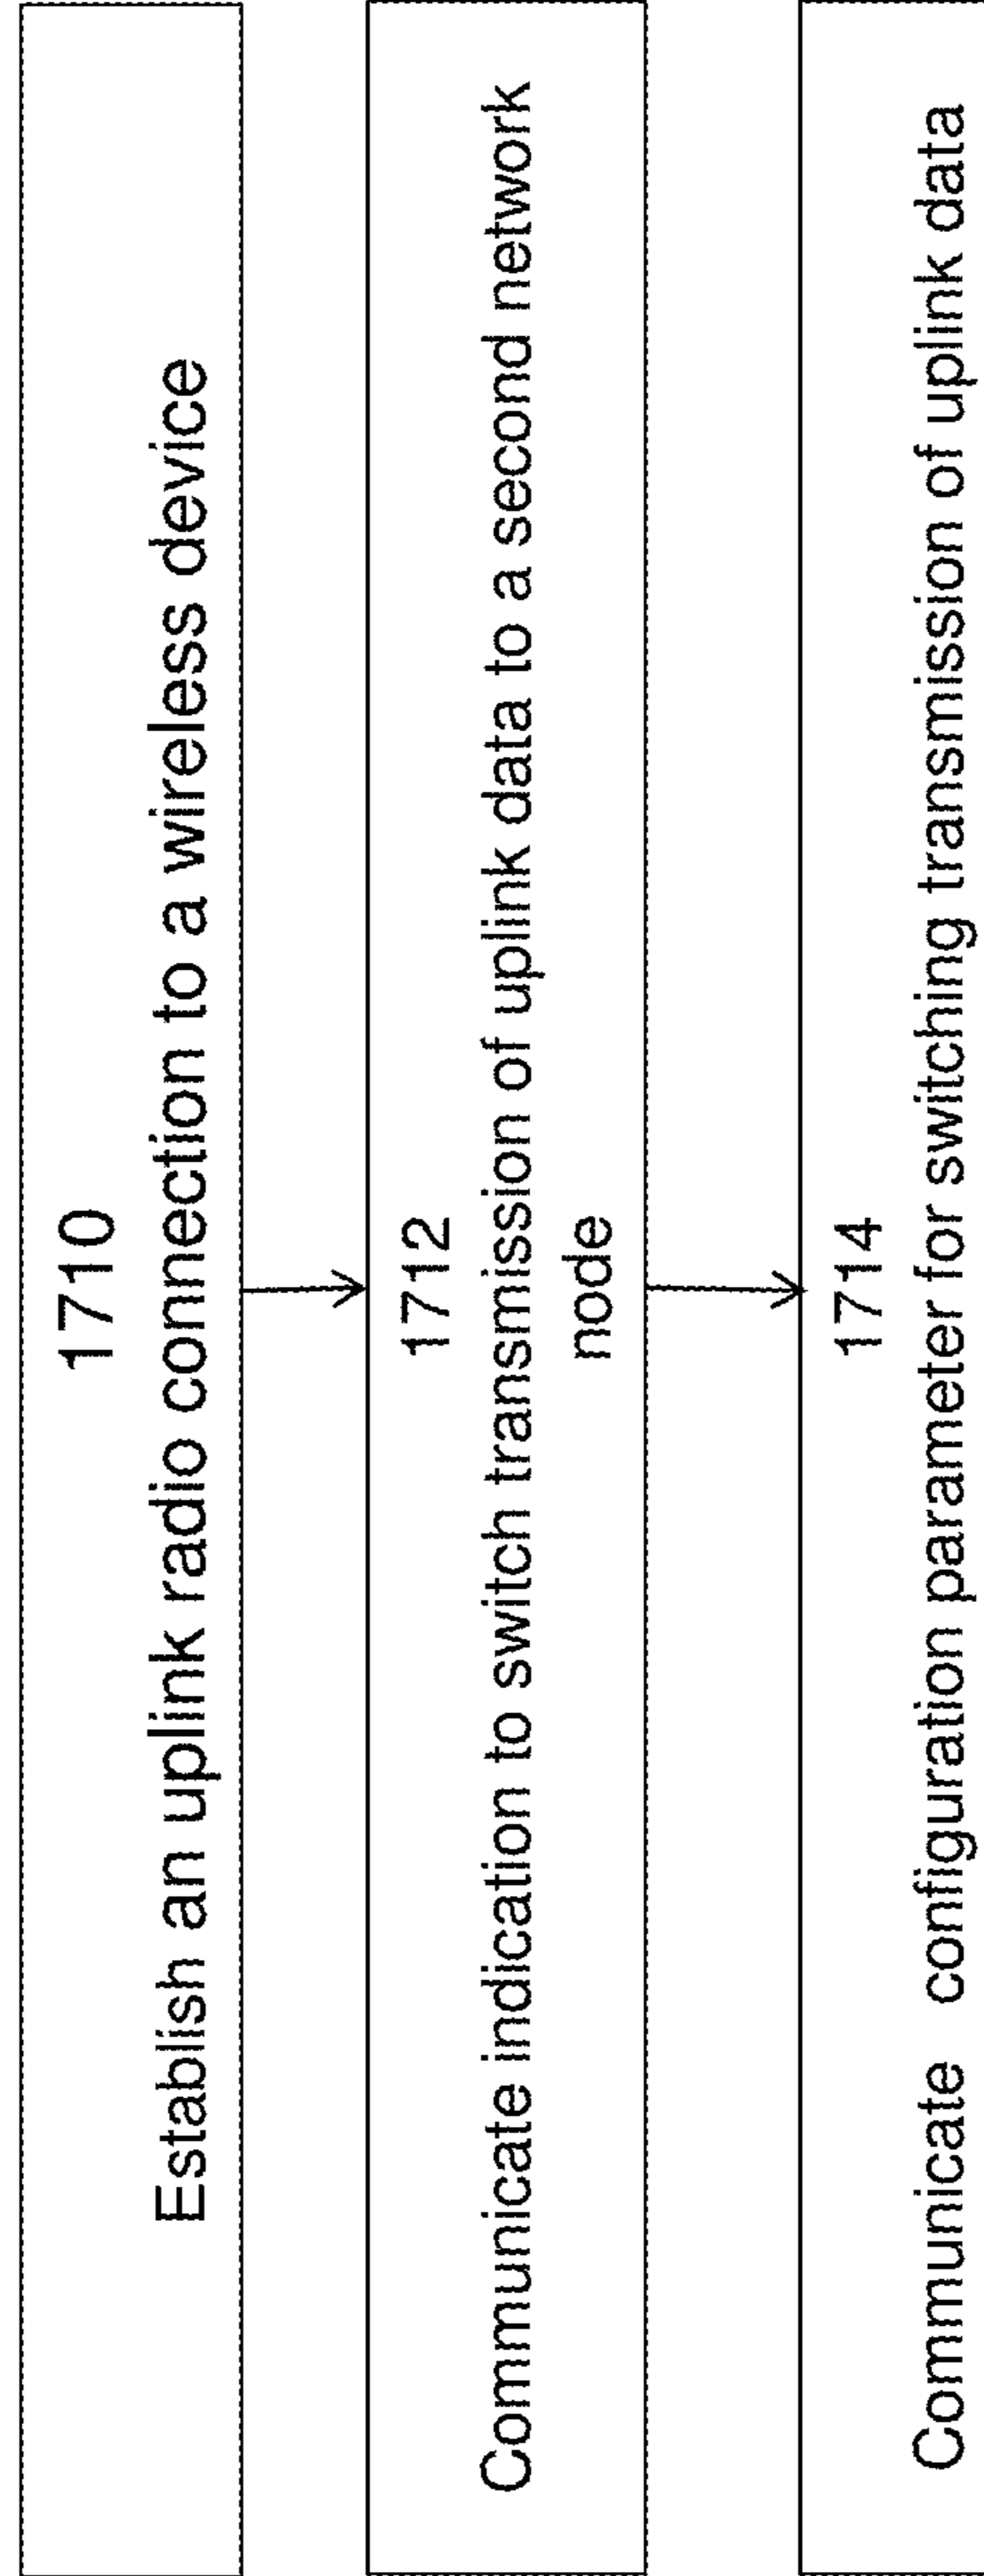 1710
Establish an uplink radio connection to a wireless device
1712
Communicate indication to switch transmission of uplink data to a second network
node
1714
Communicate configuration parameter for switching transmission of uplink data